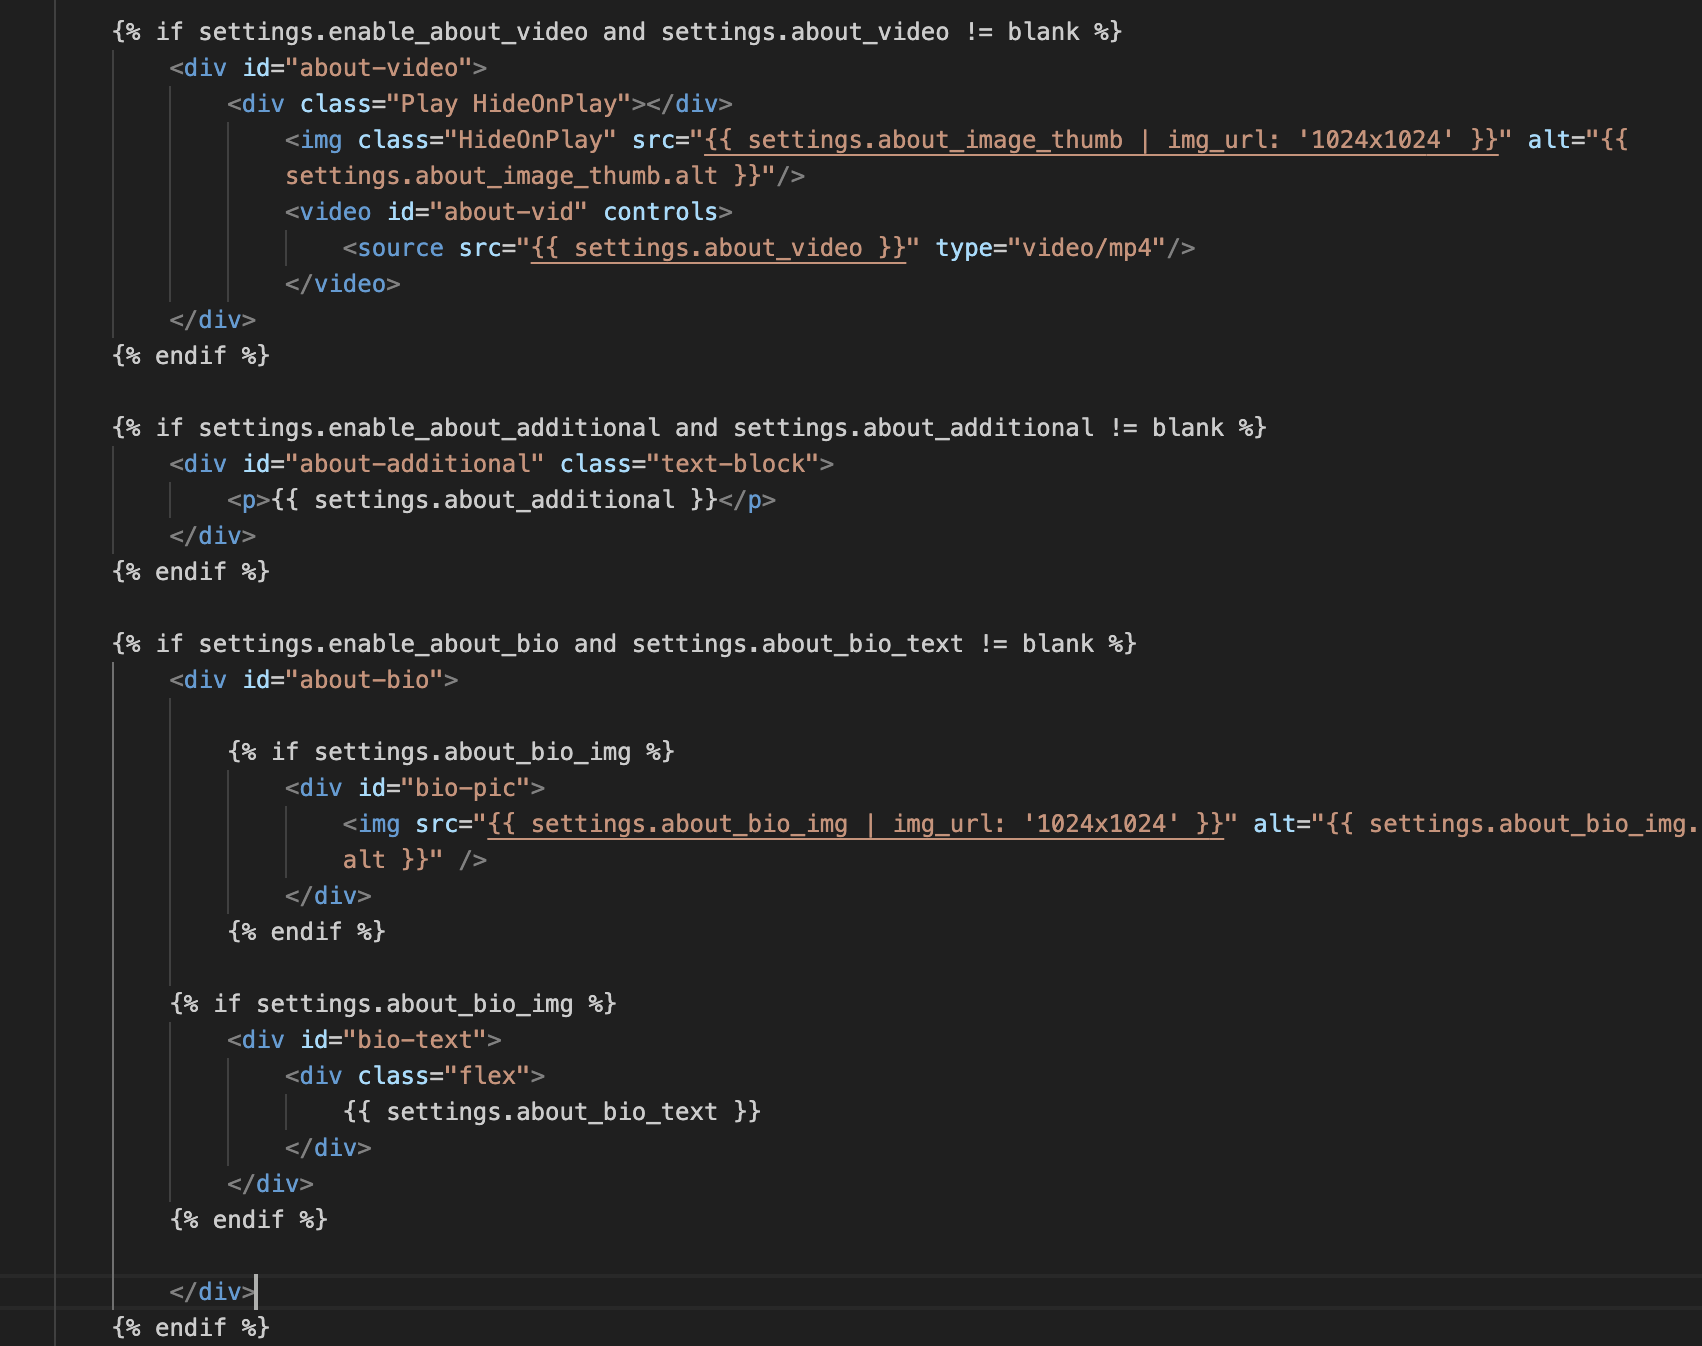 {% if settings.enable_about_video and settings.about_video != blank %}
<div id="about-video">
<div class="Play HideOnPlay"></div>
<img class="HideOnPlay" src="{{ settings.about_image_thumb | img_url: '1024x1024' }}" alt="{{
settings.about_image_thumb.alt }}"/>
<video id="about-vid" controls>
<source src="{{ settings.about_video }}" type="video/mp4"/>
</video>
</div>
{% endif %}
{% if settings.enable_about_additional and settings.about_additional != blank %}
<div id="about-additional" class="text-block">
<p>{{ settings.about_additional }}</p>
</div>
{% endif %}
{% if settings.enable_about_bio and settings.about_bio_text != blank %}
<div id="about-bio">
{% if settings.about_bio_img %}
<div id="bio-pic">
<img src="{{ settings.about_bio_img | img_url: '1024x1024' }}" alt="{{ settings.about_bio_img.
alt }}" />
</div>
{% endif %}
{% if settings.about_bio_img %}
<div id="bio-text">
<div class="flex">
{{ settings.about_bio_text }}
</div>
</div>
{% endif %}
</div>
{% endif %}